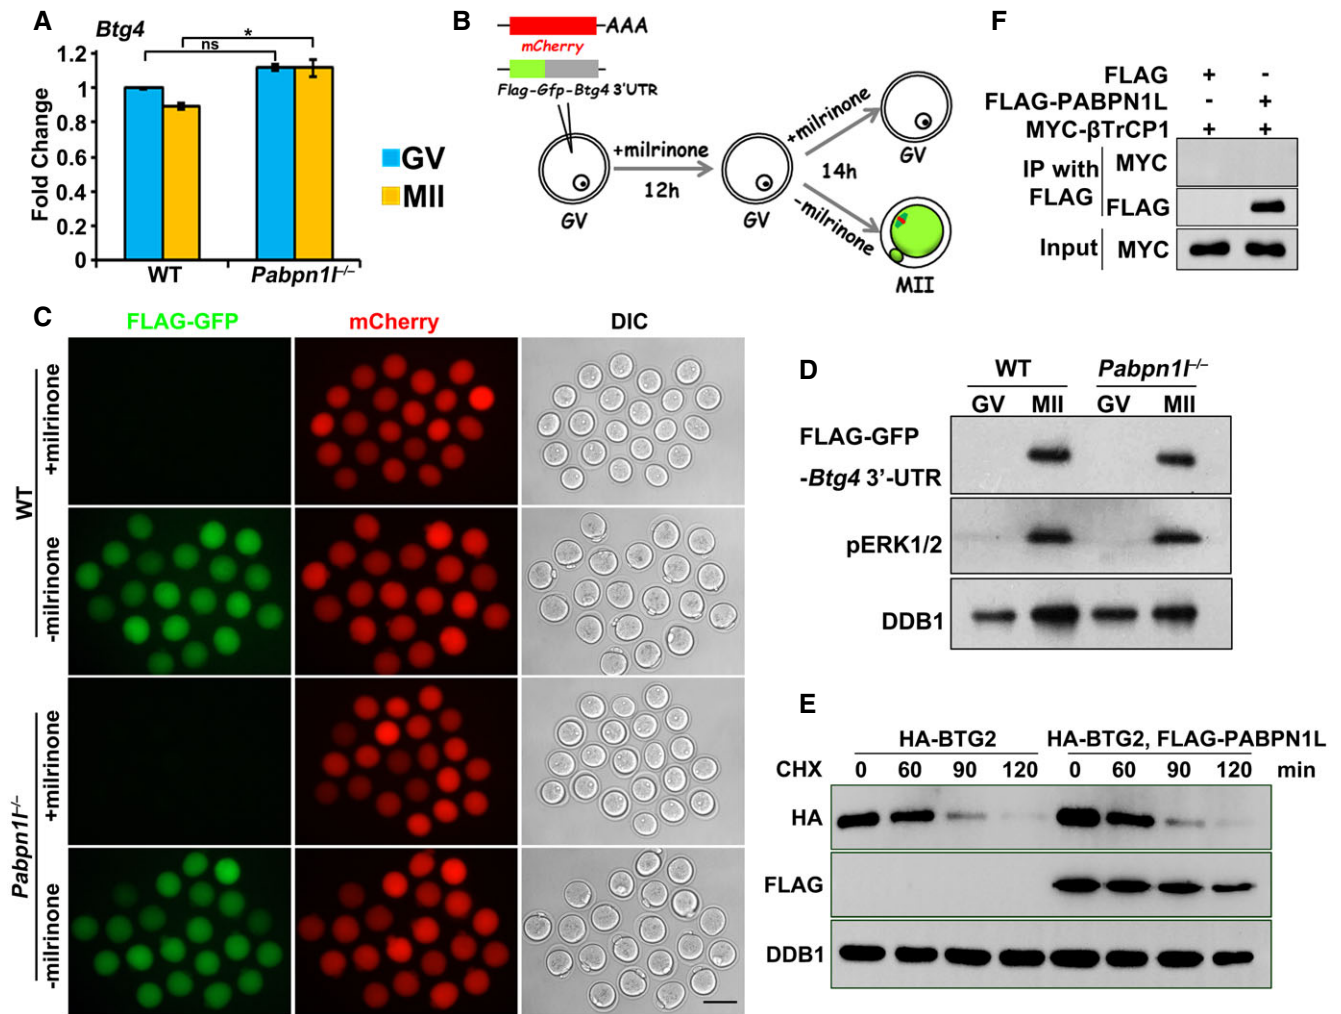 A
Btg4
ns
*
1.2
1
0.8
0.6
0.4
0.2
0
Fold Change
WT
Pabpn1l–/–
GV
MII
B
AAA
mCherry
Flag-Gfp-Btg4 3'UTR
+milrinone
12h
GV
GV
+milrinone
14h
-milrinone
GV
MII
F
FLAG + -
FLAG-PABPN1L - +
MYC-βTrCP1 + +
IP with FLAG
MYC
FLAG
Input
MYC
C
FLAG-GFP
mCherry
DIC
WT
+milrinone
-milrinone
Pabpn1l–/–
+milrinone
-milrinone
D
WT
Pabpn1l–/–
GV MII GV MII
FLAG-GFP
-Btg4 3'-UTR
pERK1/2
DDB1
E
HA-BTG2
HA-BTG2, FLAG-PABPN1L
CHX 0 60 90 120 0 60 90 120 min
HA
FLAG
DDB1